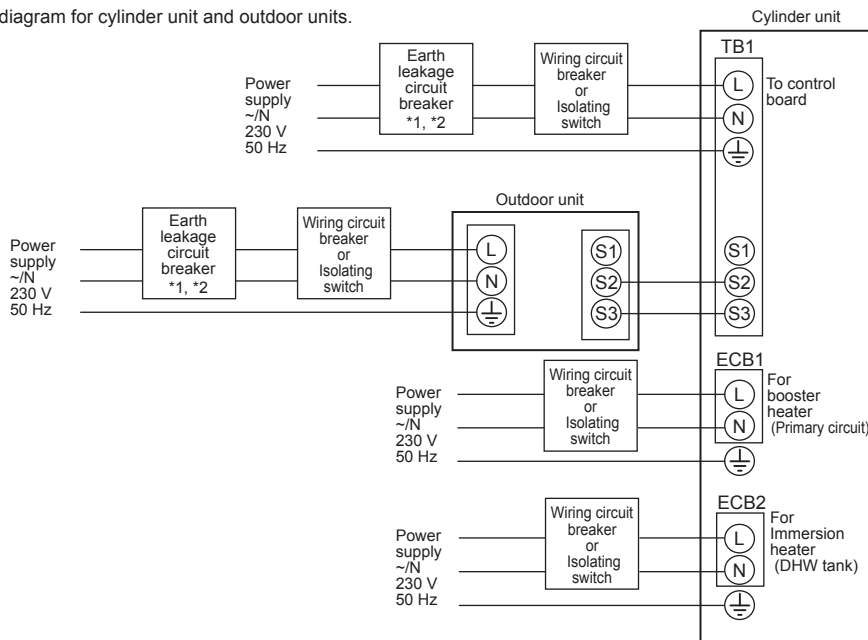 diagram for cylinder unit and outdoor units.
Cylinder unit
TB1
Power
supply
~/N
230 V
50 Hz
Earth
leakage
circuit
breaker
*1, *2
Wiring circuit
breaker
or
Isolating
switch
L
N
To control
board
Outdoor unit
Power
supply
~/N
230 V
50 Hz
Earth
leakage
circuit
breaker
*1, *2
Wiring circuit
breaker
or
Isolating
switch
L
N
S1
S2
S3
S1
S2
S3
ECB1
Power
supply
~/N
230 V
50 Hz
Wiring circuit
breaker
or
Isolating
switch
L
N
For
booster
heater
(Primary circuit)
ECB2
Power
supply
~/N
230 V
50 Hz
Wiring circuit
breaker
or
Isolating
switch
L
N
For
Immersion
heater
(DHW tank)